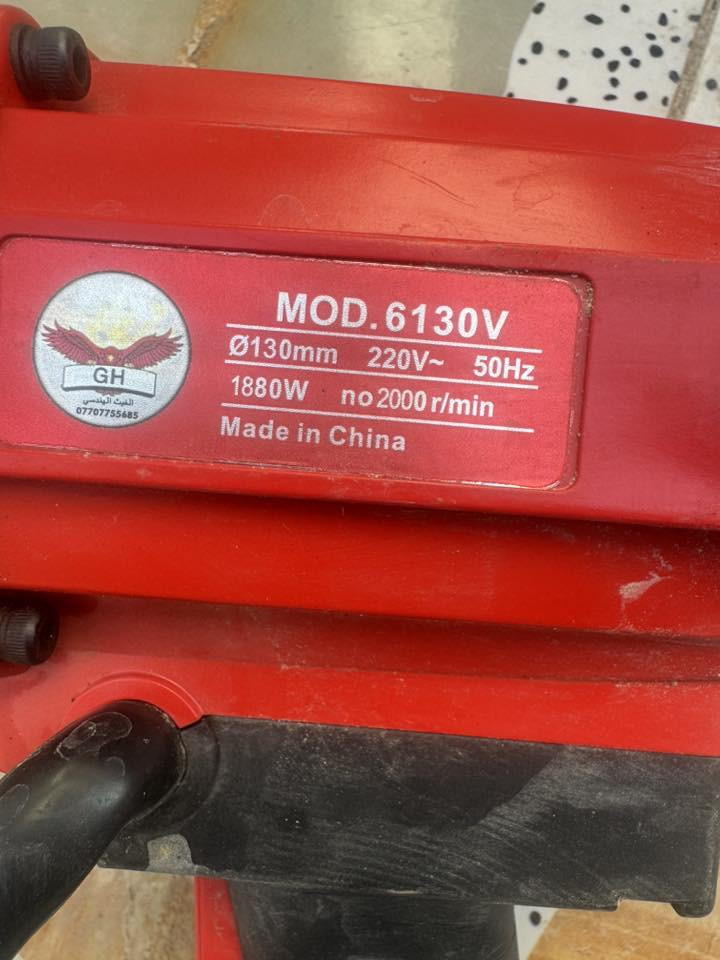 MOD.6130V
Ø130mm 220V~ 50Hz
1880W no 2000 r/min
Made in China
GH
الغيث الهندسي
07707755685